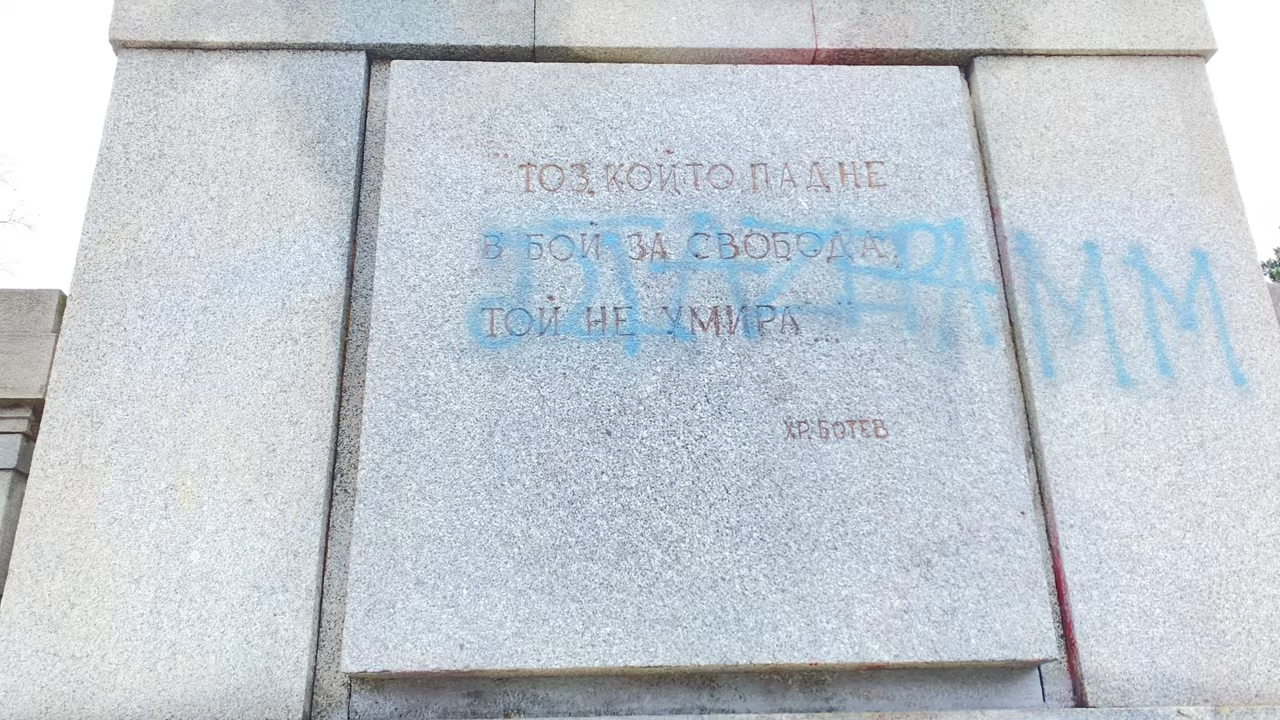 "ТОЗ, КОЙТО ПАДНЕ
В БОЙ ЗА СВОБОДА,
ТОЙ НЕ УМИРА..."
ХР. БОТЕВ